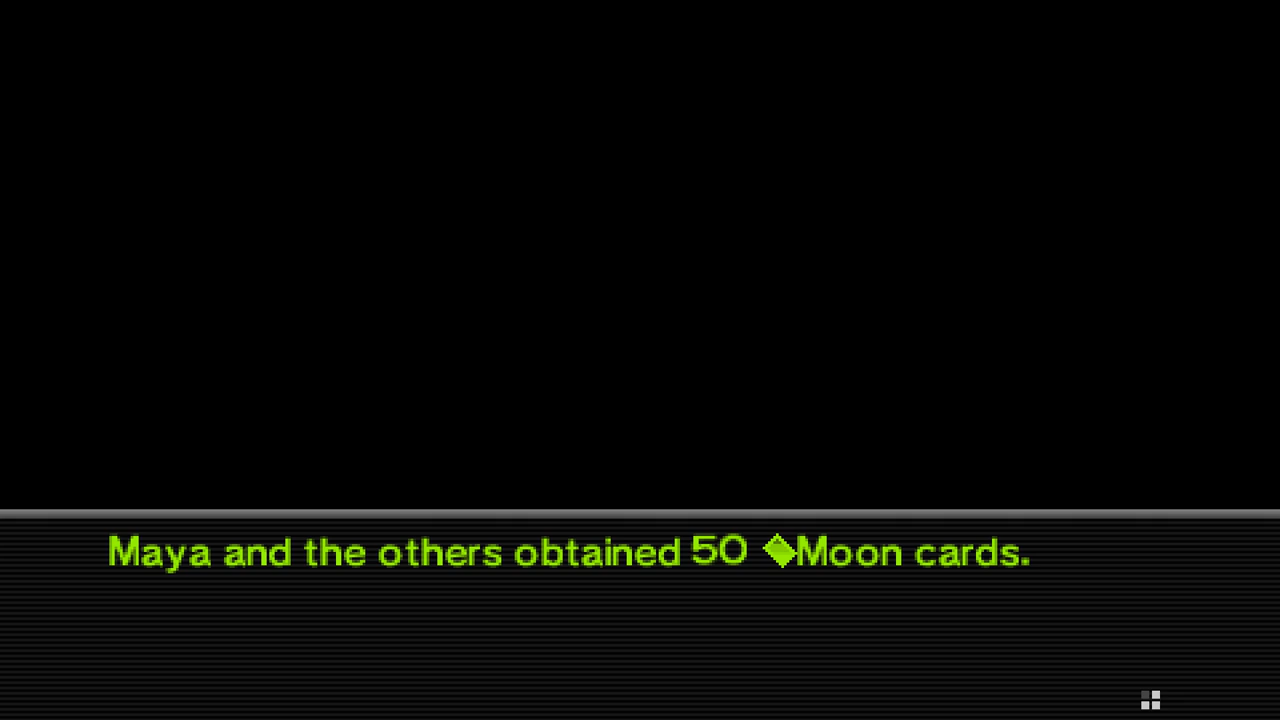 Maya and the others obtained 50 ◆Moon cards.